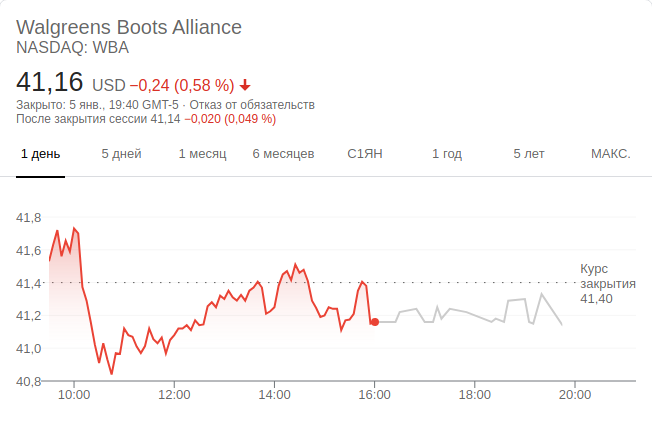 Walgreens Boots Alliance
NASDAQ: WBA
41,16 USD −0,24 (0,58 %)
Закрыто: 5 янв., 19:40 GMT-5 · Отказ от обязательств
После закрытия сессии 41,14 −0,020 (0,049 %)
1 день 5 дней 1 месяц 6 месяцев С1ЯН 1 год 5 лет МАКС.
41,8
41,6
41,4
41,2
41,0
40,8
Курс
закрытия
41,40
10:00 12:00 14:00 16:00 18:00 20:00